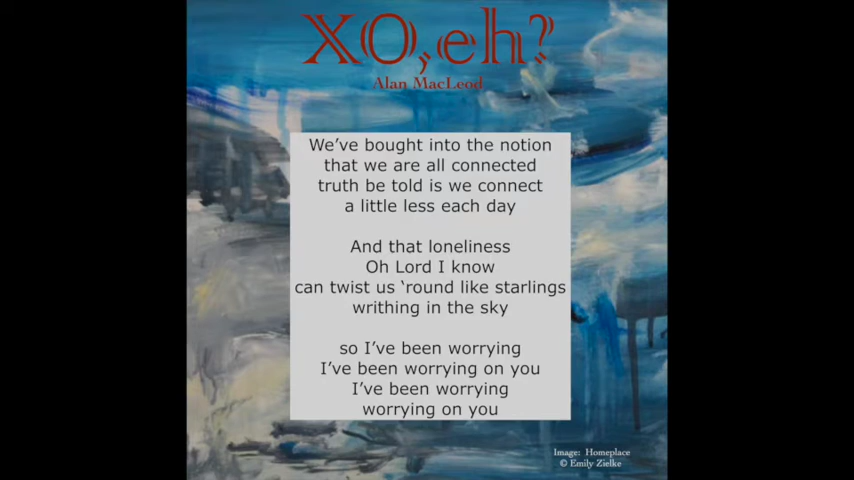 XO, eh?
Alan MacLeod
We've bought into the notion
that we are all connected
truth be told is we connect
a little less each day
And that loneliness
Oh Lord I know
can twist us ‘round like starlings
writhing in the sky
so I've been worrying
I've been worrying on you
I've been worrying
worrying on you
Image: Homeplace
© Emily Zielke